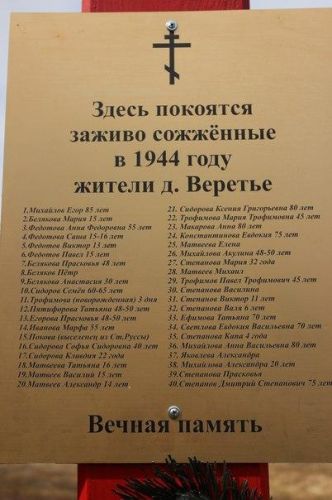 Здесь покоятся
заживо сожжённые
в 1944 году
жители д. Веретье
1.Михайлов Егор 85 лет
2.Белякова Мария 15 лет
3.Федотова Анна Федоровна 55 лет
4.Федотова Саша 15-16 лет
5.Федотов Виктор 13 лет
6.Федотов Павел 15 лет
7.Белякова Прасковья 48 лет
8.Беляков Пётр
9.Белякова Анастасия 30 лет
10.Сидоров Семён 60-65 лет
11.Трофимова (новорожденная) 3 дня
12.Пятифорова Татьяна 48-50 лет
13.Егорова Прасковья 48-50 лет
14.Иванова Марфа 55 лет
15.Покова (выселенец из Ст.Руссы)
16.Сидорова Софья Сидоровна 40 лет
17.Сидорова Клавдия 22 года
18.Матвеева Татьяна 16 лет
19.Матвеев Василий 15 лет
20.Матвеев Александр 14 лет
21. Сидорова Ксения Григорьевна 80 лет
22. Трофимова Мария Трофимовна 45 лет
23. Макарова Анна 80 лет
24. Константинова Евдокия 75 лет
25. Матвеева Елена
26. Михайлова Акулина 48-50 лет
27. Степанова Мария 32 года
28. Матвеев Михаил
29. Трофимов Павел Трофимович 45 лет
30. Степанова Василина
31. Степанов Виктор 11 лет
32. Степанова Валя 6 лет
33. Ефимова Татьяна 70 лет
34. Светлова Евдокия Васильевна 70 лет
35. Степанова Капа 4 года
36. Михайлова Анна Васильевна 80 лет
37. Яковлева Александра
38. Михайлова Александра 20 лет
39.Степанова Прасковья
40.Степанов Дмитрий Степанович 75 лет
Вечная память